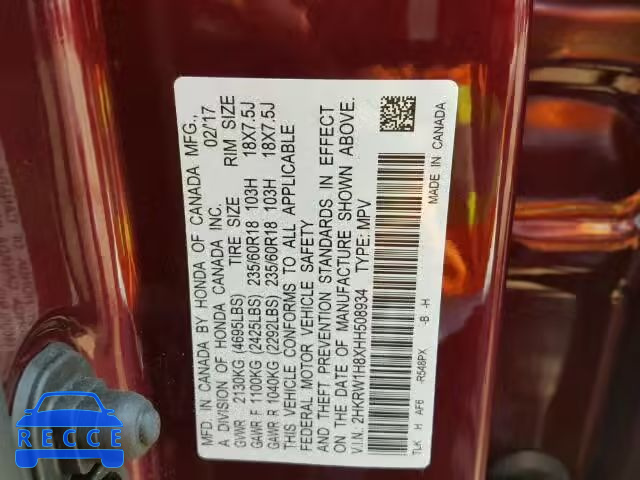 MFD. IN CANADA BY HONDA OF CANADA MFG.,
A DIVISION OF HONDA CANADA INC. 02/17
GVWR 2130KG (4695LBS) TIRE SIZE RIM SIZE
GAWR F 1100KG (2425LBS) 235/60R18 103H 18X7.5J
GAWR R 1040KG (2292LBS) 235/60R18 103H 18X7.5J
THIS VEHICLE CONFORMS TO ALL APPLICABLE
FEDERAL MOTOR VEHICLE SAFETY
AND THEFT PREVENTION STANDARDS IN EFFECT
ON THE DATE OF MANUFACTURE SHOWN ABOVE.
V.I.N.: 2HKRW1H8XHH508934 TYPE: MPV
TLK H AF6 -R548PX -B -H MADE IN CANADA
RECCE